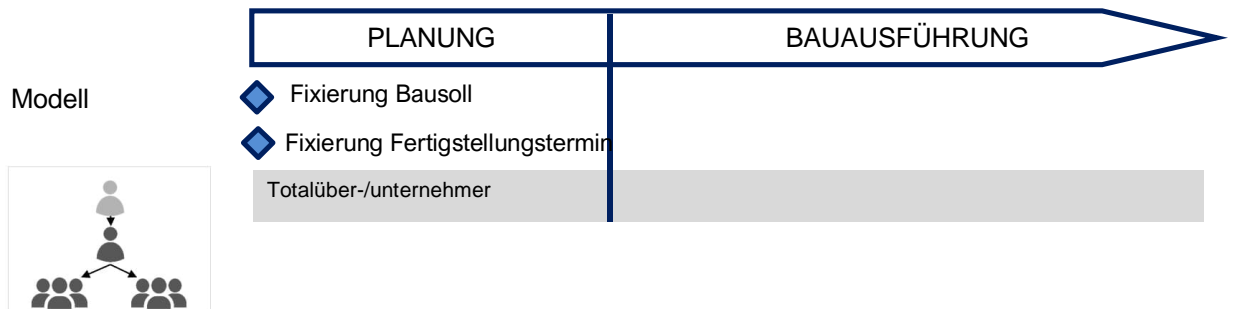 PLANUNG BAUAUSFÜHRUNG
Modell
Fixierung Bausoll
Fixierung Fertigstellungstermin
Totalüber-/unternehmer